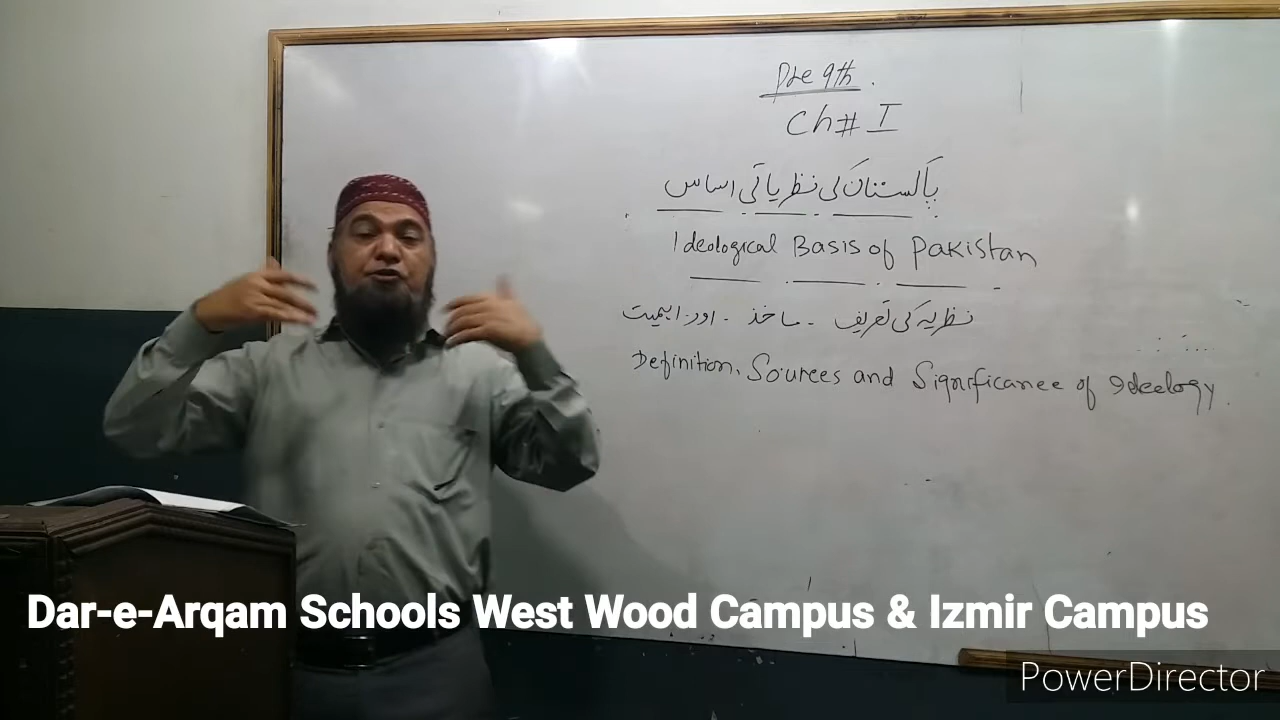 Pre 9th.
Ch# I
پاکستان کی نظریاتی اساس
Ideological Basis of Pakistan
نظریہ کی تعریف - ماخذ - اور اہمیت
Definition, Sources and Significance of Ideology.
Dar-e-Arqam Schools West Wood Campus & Izmir Campus
PowerDirector